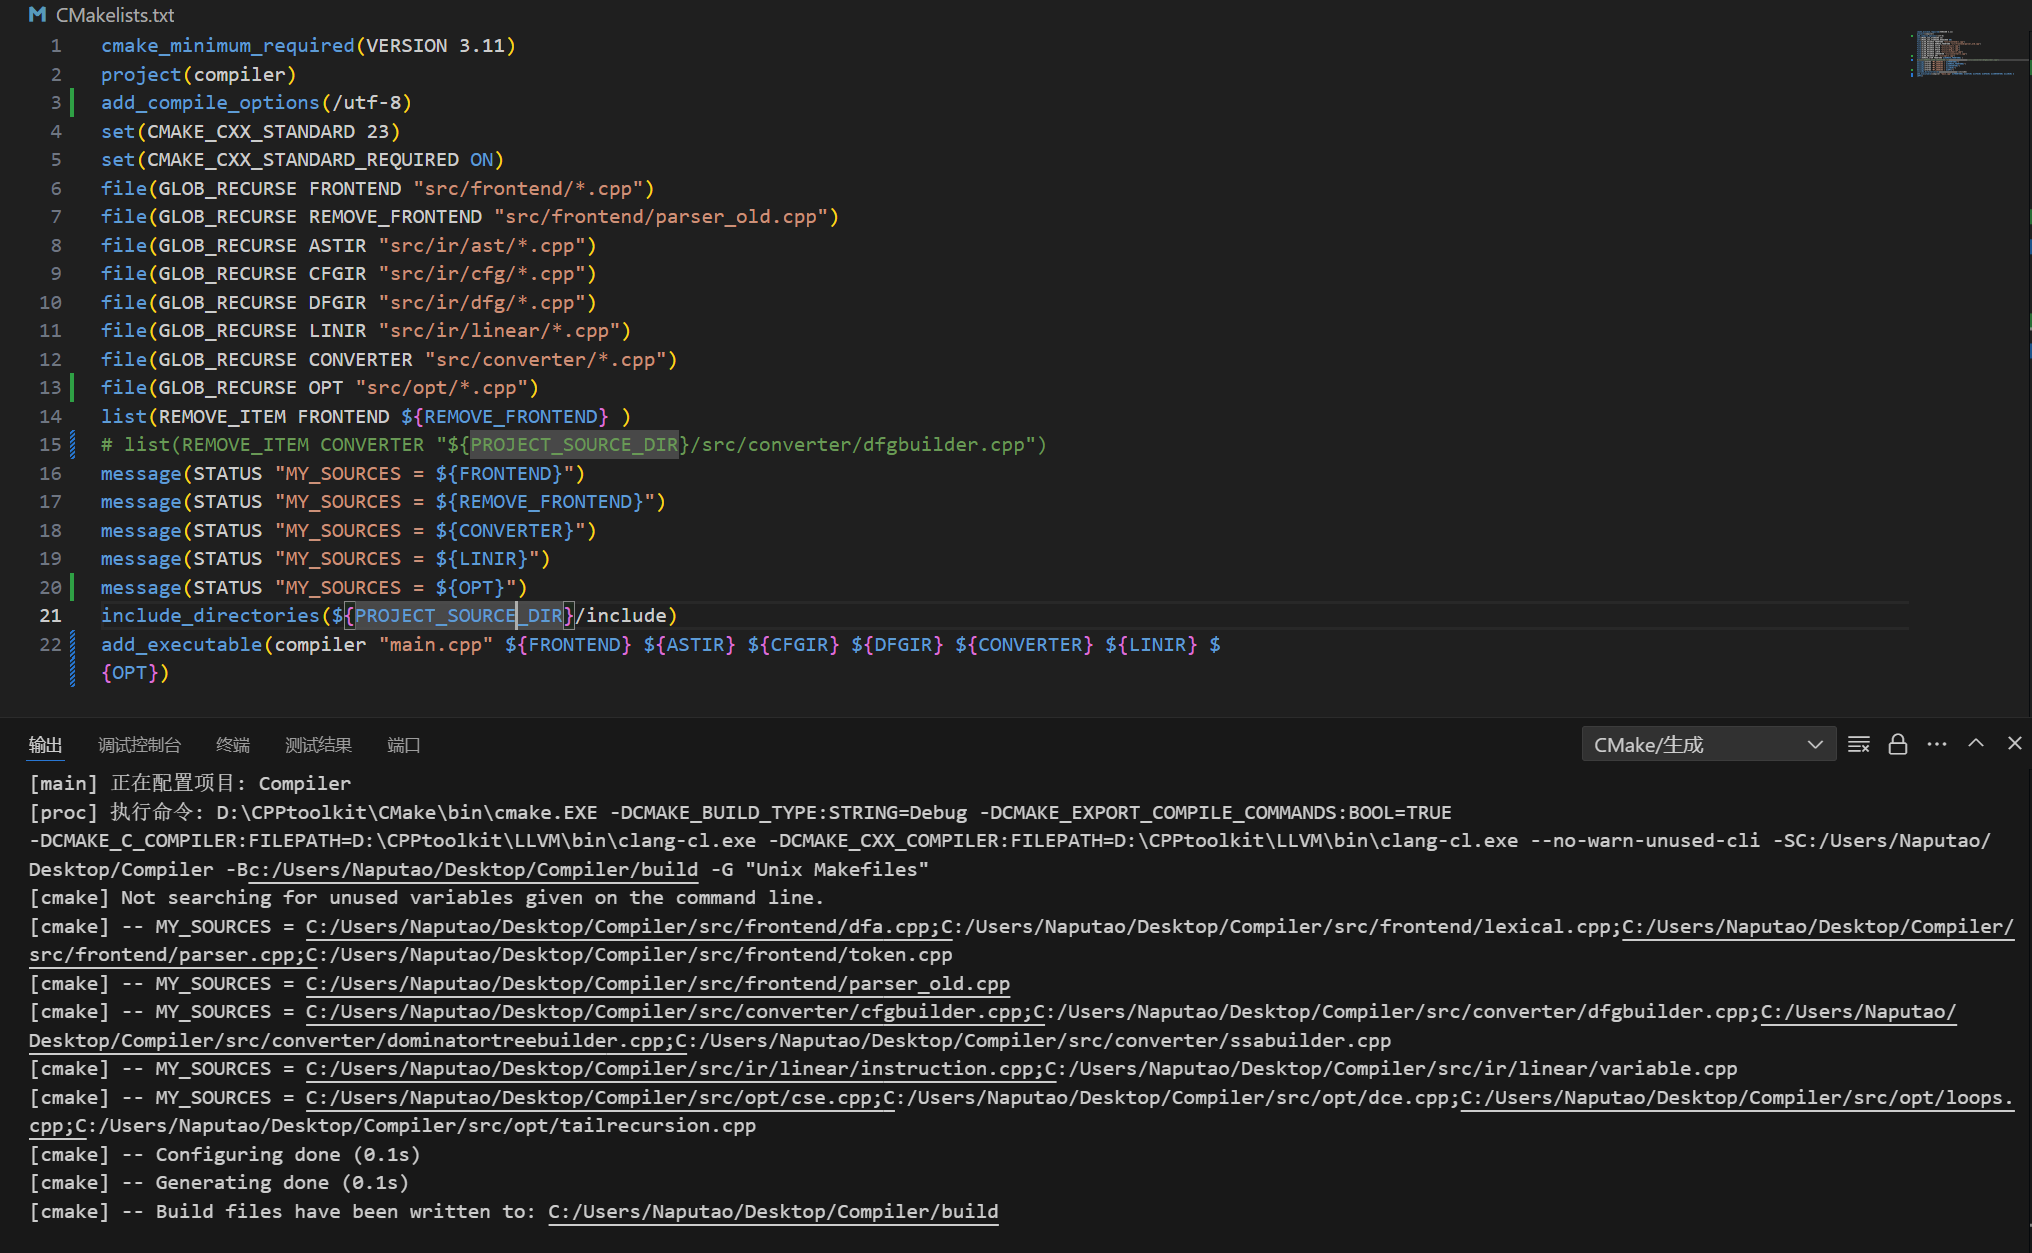 CMakelists.txt
1 cmake_minimum_required(VERSION 3.11)
2 project(compiler)
3 add_compile_options(/utf-8)
4 set(CMAKE_CXX_STANDARD 23)
5 set(CMAKE_CXX_STANDARD_REQUIRED ON)
6 file(GLOB_RECURSE FRONTEND "src/frontend/*.cpp")
7 file(GLOB_RECURSE REMOVE_FRONTEND "src/frontend/parser_old.cpp")
8 file(GLOB_RECURSE ASTIR "src/ir/ast/*.cpp")
9 file(GLOB_RECURSE CFGIR "src/ir/cfg/*.cpp")
10 file(GLOB_RECURSE DFGIR "src/ir/dfg/*.cpp")
11 file(GLOB_RECURSE LINIR "src/ir/linear/*.cpp")
12 file(GLOB_RECURSE CONVERTER "src/converter/*.cpp")
13 file(GLOB_RECURSE OPT "src/opt/*.cpp")
14 list(REMOVE_ITEM FRONTEND ${REMOVE_FRONTEND} )
15 # list(REMOVE_ITEM CONVERTER "${PROJECT_SOURCE_DIR}/src/converter/dfgbuilder.cpp")
16 message(STATUS "MY_SOURCES = ${FRONTEND}")
17 message(STATUS "MY_SOURCES = ${REMOVE_FRONTEND}")
18 message(STATUS "MY_SOURCES = ${CONVERTER}")
19 message(STATUS "MY_SOURCES = ${LINIR}")
20 message(STATUS "MY_SOURCES = ${OPT}")
21 include_directories(${PROJECT_SOURCE_DIR}/include)
22 add_executable(compiler "main.cpp" ${FRONTEND} ${ASTIR} ${CFGIR} ${DFGIR} ${CONVERTER} ${LINIR} $
{OPT})
输出 调试控制台 终端 测试结果 端口 CMake/生成
[main] 正在配置项目: Compiler
[proc] 执行命令: D:\CPPtoolkit\CMake\bin\cmake.EXE -DCMAKE_BUILD_TYPE:STRING=Debug -DCMAKE_EXPORT_COMPILE_COMMANDS:BOOL=TRUE
-DCMAKE_C_COMPILER:FILEPATH=D:\CPPtoolkit\LLVM\bin\clang-cl.exe -DCMAKE_CXX_COMPILER:FILEPATH=D:\CPPtoolkit\LLVM\bin\clang-cl.exe --no-warn-unused-cli -SC:/Users/Naputao/
Desktop/Compiler -Bc:/Users/Naputao/Desktop/Compiler/build -G "Unix Makefiles"
[cmake] Not searching for unused variables given on the command line.
[cmake] -- MY_SOURCES = C:/Users/Naputao/Desktop/Compiler/src/frontend/dfa.cpp;C:/Users/Naputao/Desktop/Compiler/src/frontend/lexical.cpp;C:/Users/Naputao/Desktop/Compiler/
src/frontend/parser.cpp;C:/Users/Naputao/Desktop/Compiler/src/frontend/token.cpp
[cmake] -- MY_SOURCES = C:/Users/Naputao/Desktop/Compiler/src/frontend/parser_old.cpp
[cmake] -- MY_SOURCES = C:/Users/Naputao/Desktop/Compiler/src/converter/cfgbuilder.cpp;C:/Users/Naputao/Desktop/Compiler/src/converter/dfgbuilder.cpp;C:/Users/Naputao/
Desktop/Compiler/src/converter/dominatortreebuilder.cpp;C:/Users/Naputao/Desktop/Compiler/src/converter/ssabuilder.cpp
[cmake] -- MY_SOURCES = C:/Users/Naputao/Desktop/Compiler/src/ir/linear/instruction.cpp;C:/Users/Naputao/Desktop/Compiler/src/ir/linear/variable.cpp
[cmake] -- MY_SOURCES = C:/Users/Naputao/Desktop/Compiler/src/opt/cse.cpp;C:/Users/Naputao/Desktop/Compiler/src/opt/dce.cpp;C:/Users/Naputao/Desktop/Compiler/src/opt/loops.
cpp;C:/Users/Naputao/Desktop/Compiler/src/opt/tailrecursion.cpp
[cmake] -- Configuring done (0.1s)
[cmake] -- Generating done (0.1s)
[cmake] -- Build files have been written to: C:/Users/Naputao/Desktop/Compiler/build